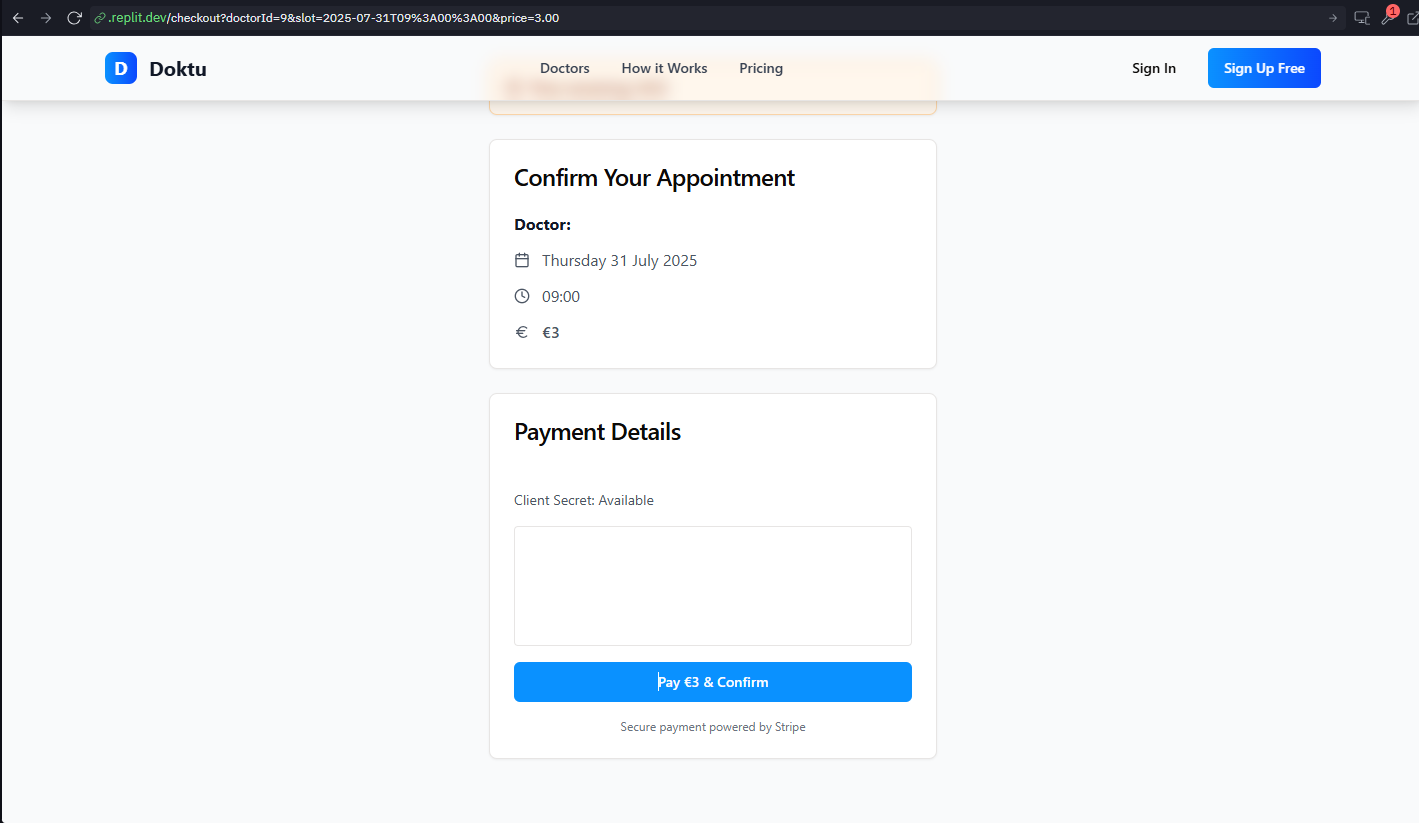 .replit.dev/checkout?doctorId=9&slot=2025-07-31T09%3A00%3A00&price=3.00
1
D Doktu
Doctors How it Works Pricing
Sign In Sign Up Free
Confirm Your Appointment
Doctor:
Thursday 31 July 2025
09:00
€ €3
Payment Details
Client Secret: Available
Pay €3 & Confirm
Secure payment powered by Stripe